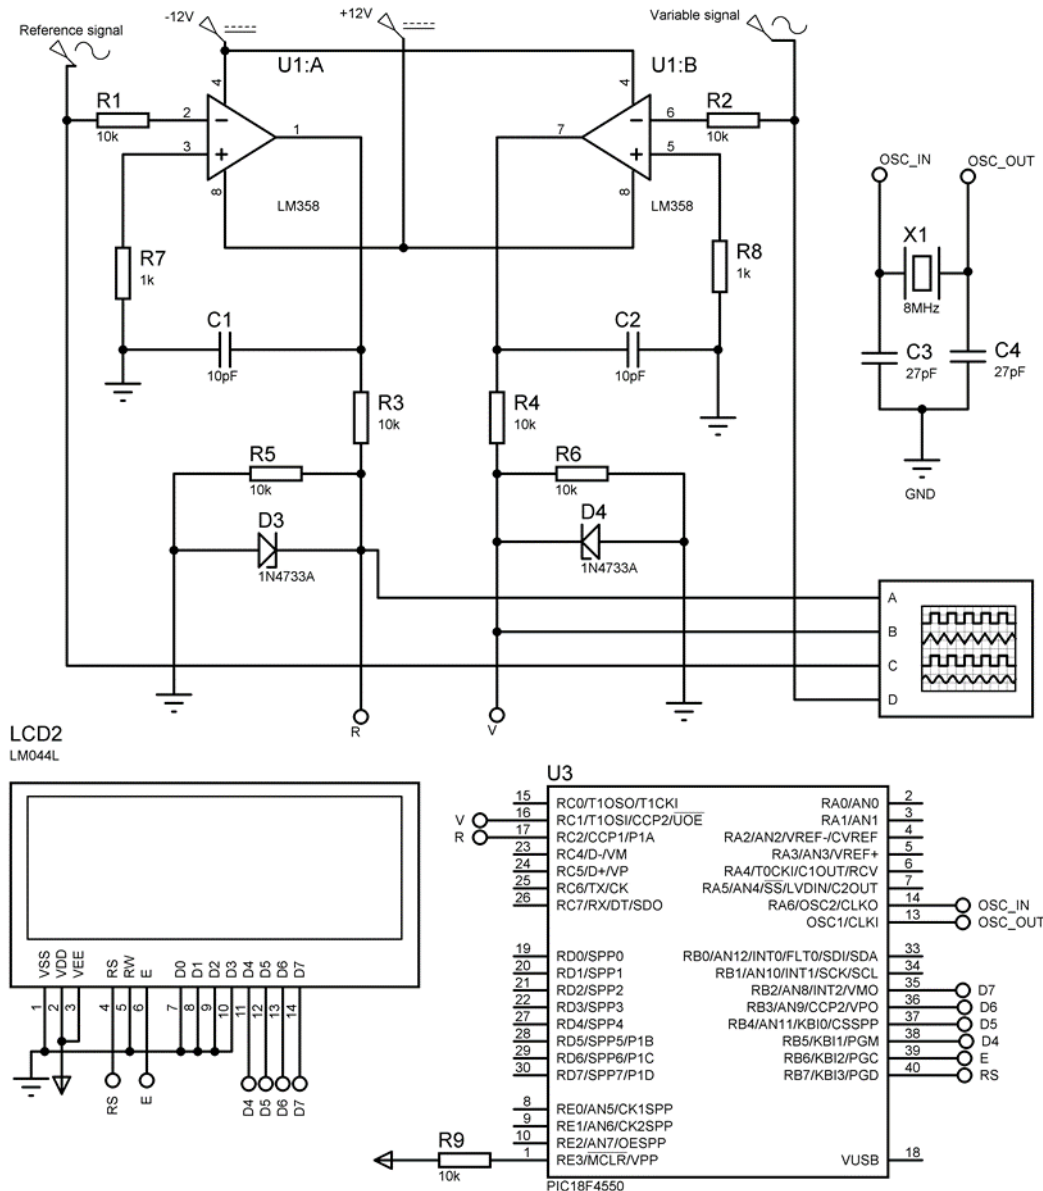 Reference signal
-12V
+12V
Variable signal
U1:A
4
R1
10k
2
3
1
8
LM358
U1:B
4
R2
10k
6
5
7
8
LM358
OSC_IN
OSC_OUT
X1
8MHz
C3
27pF
C4
27pF
GND
R7
1k
R8
1k
C1
10pF
C2
10pF
R3
10k
R4
10k
R5
10k
R6
10k
D3
1N4733A
D4
1N4733A
A
B
C
D
R
V
LCD2
LM044L
VSS
VDD
VEE
RS
RW
E
D0
D1
D2
D3
D4
D5
D6
D7
1
2
3
4
5
6
7
8
9
10
11
12
13
14
RS
E
D4
D5
D6
D7
U3
15 RC0/T1OSO/T1CKI
V 16 RC1/T1OSI/CCP2/UOE
R 17 RC2/CCP1/P1A
23 RC4/D-/VM
24 RC5/D+/VP
25 RC6/TX/CK
26 RC7/RX/DT/SDO
19 RD0/SPP0
20 RD1/SPP1
21 RD2/SPP2
22 RD3/SPP3
27 RD4/SPP4
28 RD5/SPP5/P1B
29 RD6/SPP6/P1C
30 RD7/SPP7/P1D
8 RE0/AN5/CK1SPP
9 RE1/AN6/CK2SPP
10 RE2/AN7/OESPP
1 RE3/MCLR/VPP
R9
10k
RA0/AN0 2
RA1/AN1 3
RA2/AN2/VREF-/CVREF 4
RA3/AN3/VREF+ 5
RA4/T0CKI/C1OUT/RCV 6
RA5/AN4/SS/LVDIN/C2OUT 7
RA6/OSC2/CLKO 14 OSC_IN
OSC1/CLKI 13 OSC_OUT
RB0/AN12/INT0/FLT0/SDI/SDA 33
RB1/AN10/INT1/SCK/SCL 34
RB2/AN8/INT2/VMO 35 D7
RB3/AN9/CCP2/VPO 36 D6
RB4/AN11/KBI0/CSSPP 37 D5
RB5/KBI1/PGM 38 D4
RB6/KBI2/PGC 39 E
RB7/KBI3/PGD 40 RS
VUSB 18
PIC18F4550